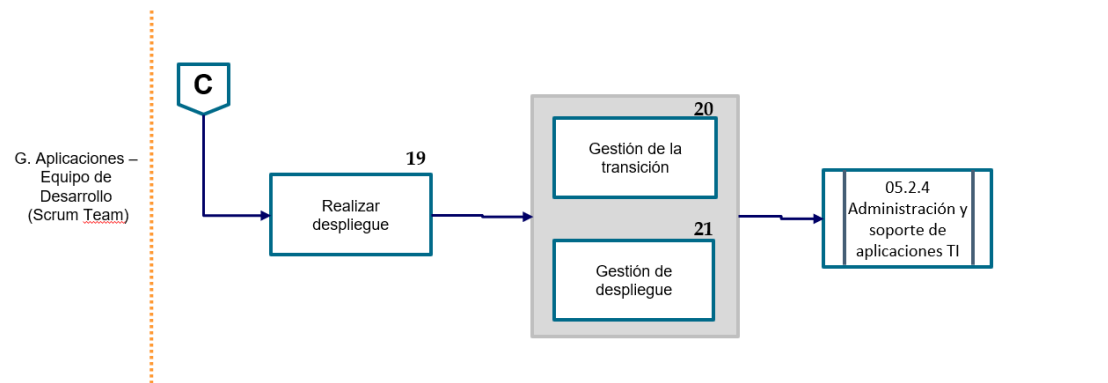 C
G. Aplicaciones –
Equipo de
Desarrollo
(Scrum Team)
19
Realizar
despliegue
20
Gestión de la
transición
21
Gestión de
despliegue
05.2.4
Administración y
soporte de
aplicaciones TI